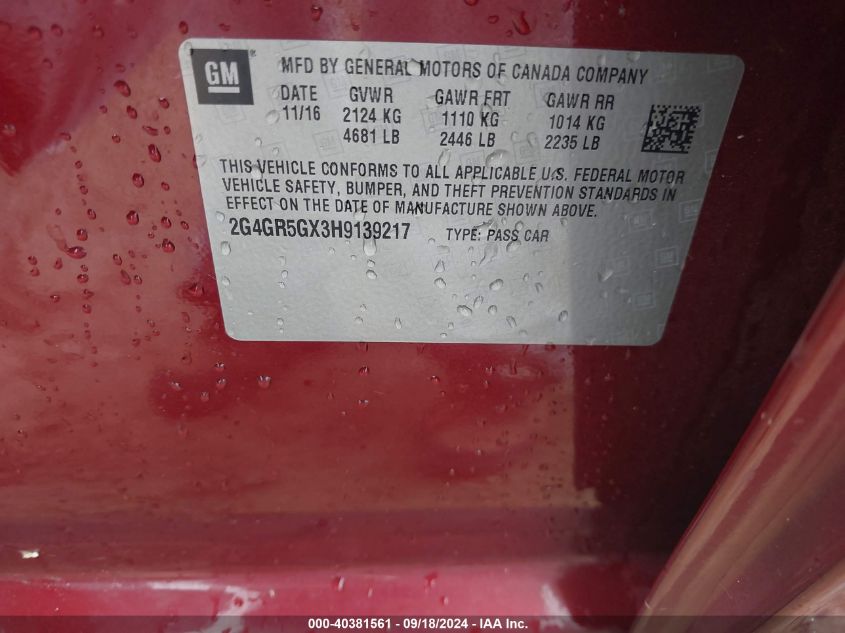 GM
MFD BY GENERAL MOTORS OF CANADA COMPANY
DATE GVWR GAWR FRT GAWR RR
11/16 2124 KG 1110 KG 1014 KG
4681 LB 2446 LB 2235 LB
THIS VEHICLE CONFORMS TO ALL APPLICABLE U.S. FEDERAL MOTOR
VEHICLE SAFETY, BUMPER, AND THEFT PREVENTION STANDARDS IN
EFFECT ON THE DATE OF MANUFACTURE SHOWN ABOVE.
2G4GR5GX3H9139217 TYPE: PASS CAR
000-40381561 - 09/18/2024 - IAA Inc.